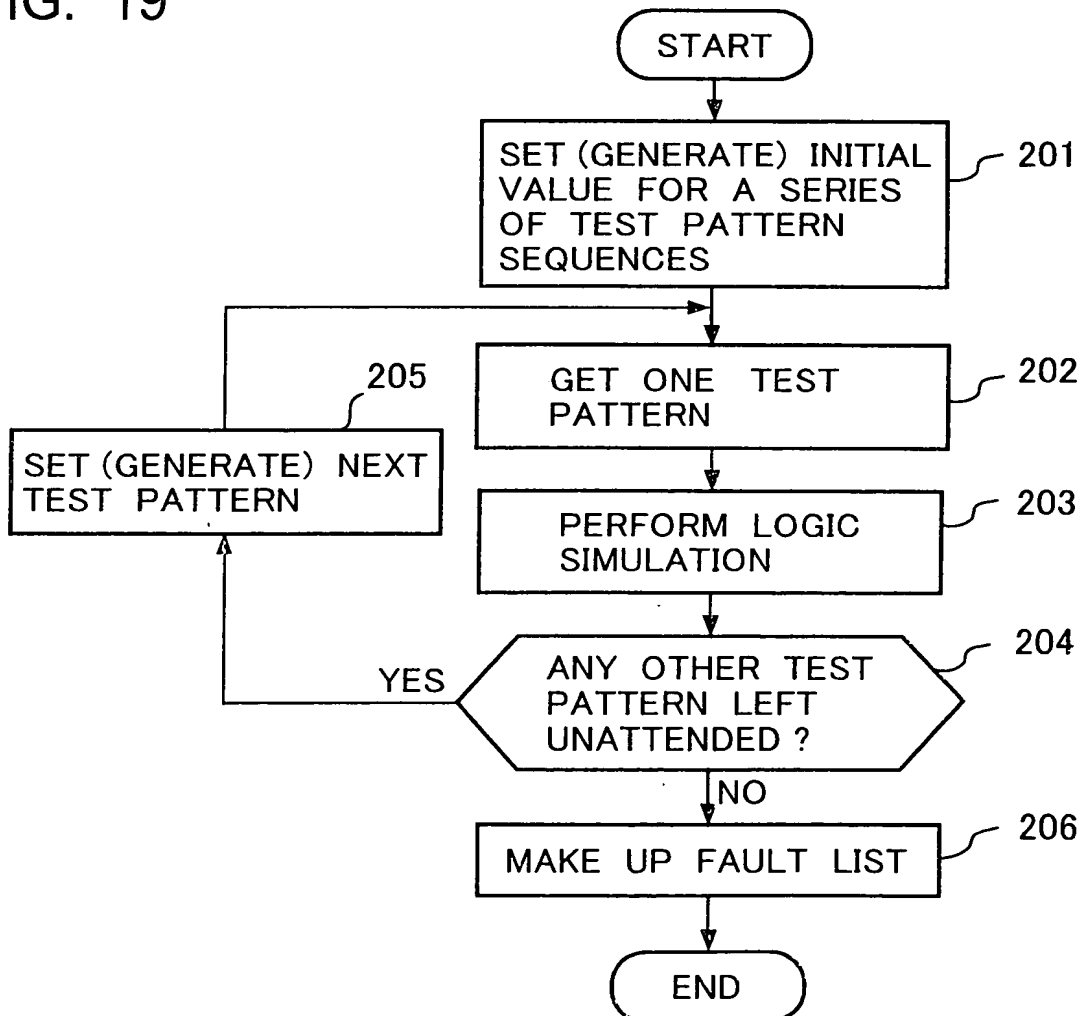 FIG. 19
START
SET (GENERATE) INITIAL
VALUE FOR A SERIES
OF TEST PATTERN
SEQUENCES
201
GET ONE TEST
PATTERN
202
205
SET (GENERATE) NEXT
TEST PATTERN
PERFORM LOGIC
SIMULATION
203
YES
ANY OTHER TEST
PATTERN LEFT
UNATTENDED ?
204
NO
MAKE UP FAULT LIST
206
END